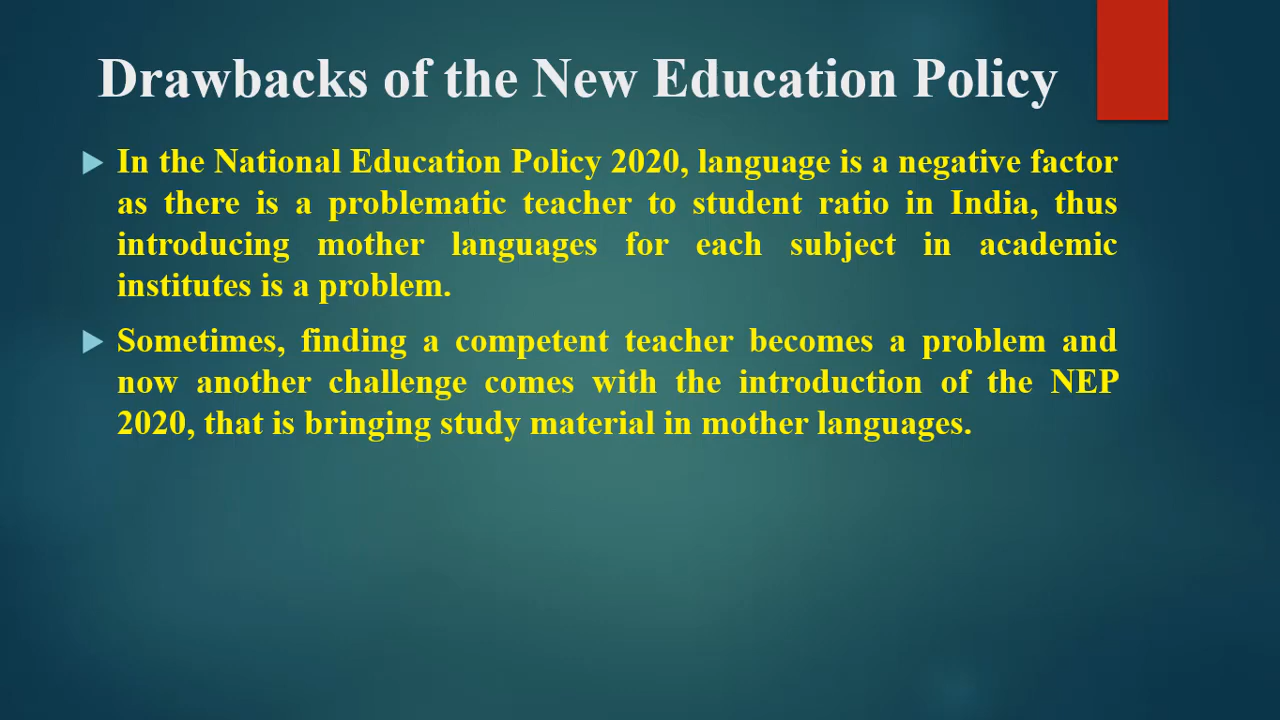 Drawbacks of the New Education Policy
In the National Education Policy 2020, language is a negative factor
as there is a problematic teacher to student ratio in India, thus
introducing mother languages for each subject in academic
institutes is a problem.
Sometimes, finding a competent teacher becomes a problem and
now another challenge comes with the introduction of the NEP
2020, that is bringing study material in mother languages.